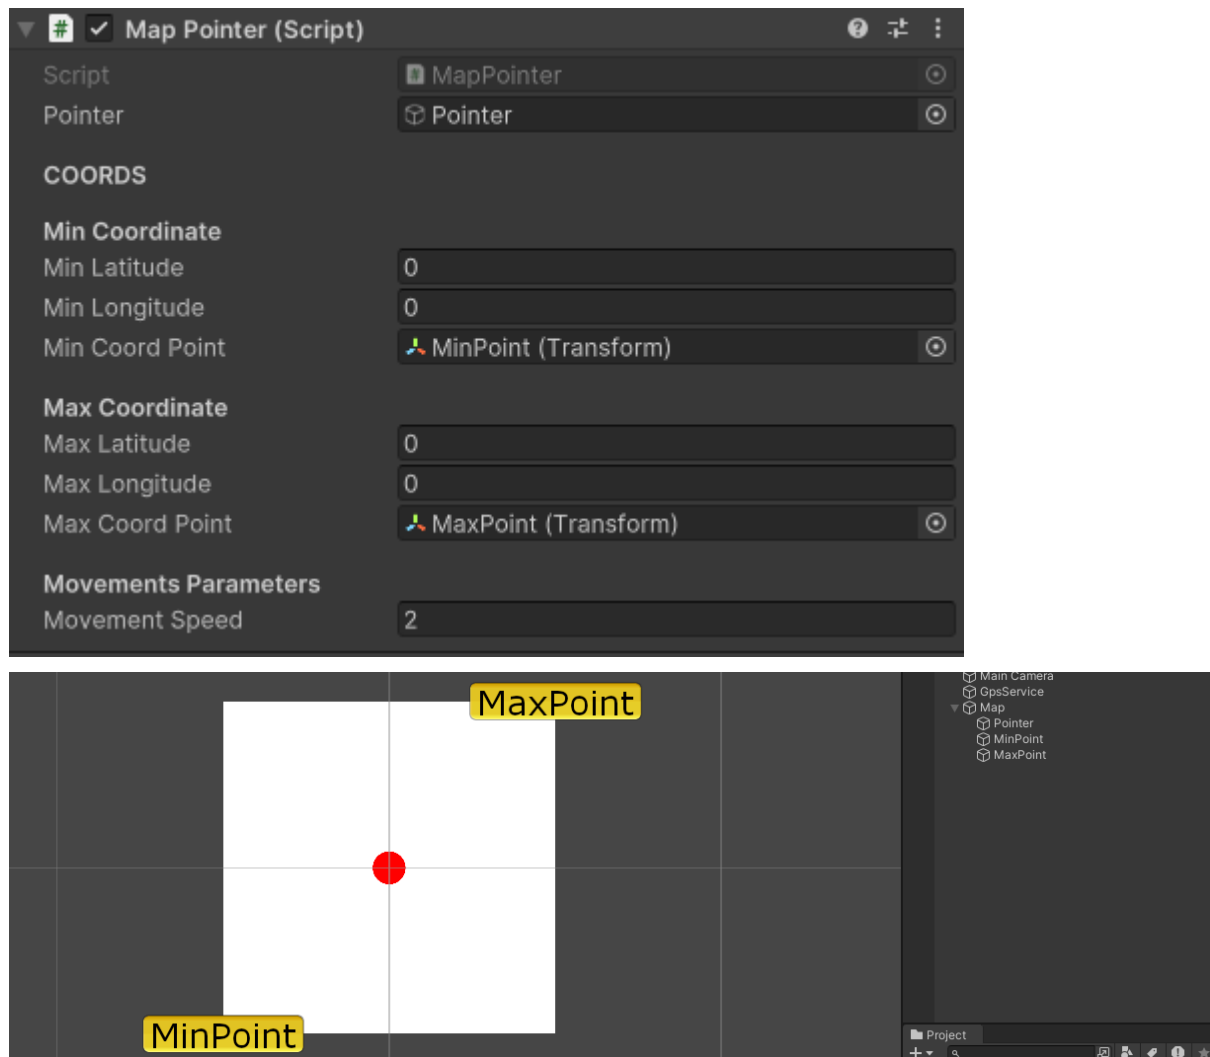 Map Pointer (Script)
Script MapPointer
Pointer Pointer
COORDS
Min Coordinate
Min Latitude 0
Min Longitude 0
Min Coord Point MinPoint (Transform)
Max Coordinate
Max Latitude 0
Max Longitude 0
Max Coord Point MaxPoint (Transform)
Movements Parameters
Movement Speed 2
MaxPoint
MinPoint
Main Camera
GpsService
Map
Pointer
MinPoint
MaxPoint
Project